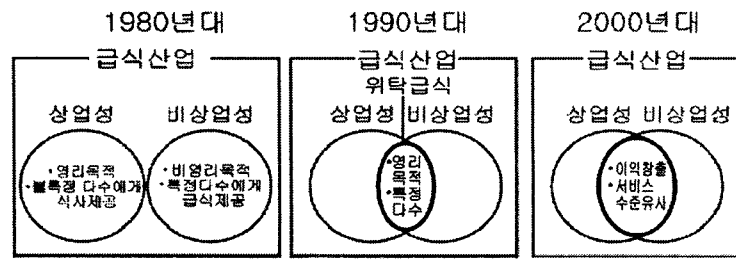 1980년대
급식산업
상업성 비상업성
·영리목적
·불특정 다수에게
식사제공
·비영리목적
·특정다수에게
급식제공
1990년대
급식산업
위탁급식
상업성 비상업성
·영리
목적
·특정
다수
2000년대
급식산업
상업성 비상업성
·이익창출
·서비스
수준유사